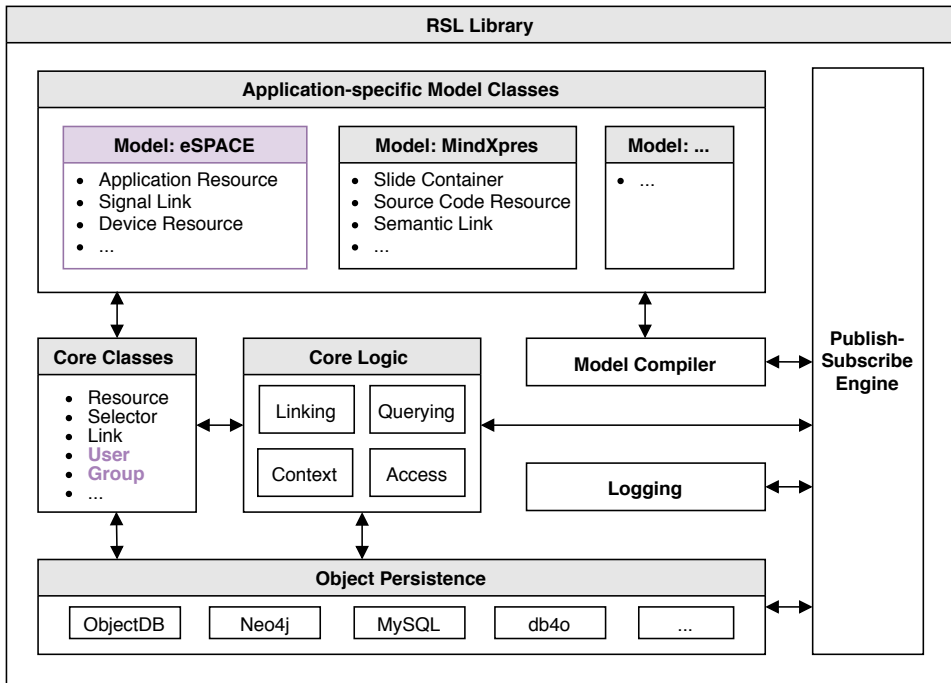 RSL Library
Application-specific Model Classes
Model: eSPACE
• Application Resource
• Signal Link
• Device Resource
• ...
Model: MindXpres
• Slide Container
• Source Code Resource
• Semantic Link
• ...
Model: ...
• ...
Publish-
Subscribe
Engine
Core Classes
• Resource
• Selector
• Link
• User
• Group
• ...
Core Logic
Linking
Querying
Context
Access
Model Compiler
Logging
Object Persistence
ObjectDB
Neo4j
MySQL
db4o
...